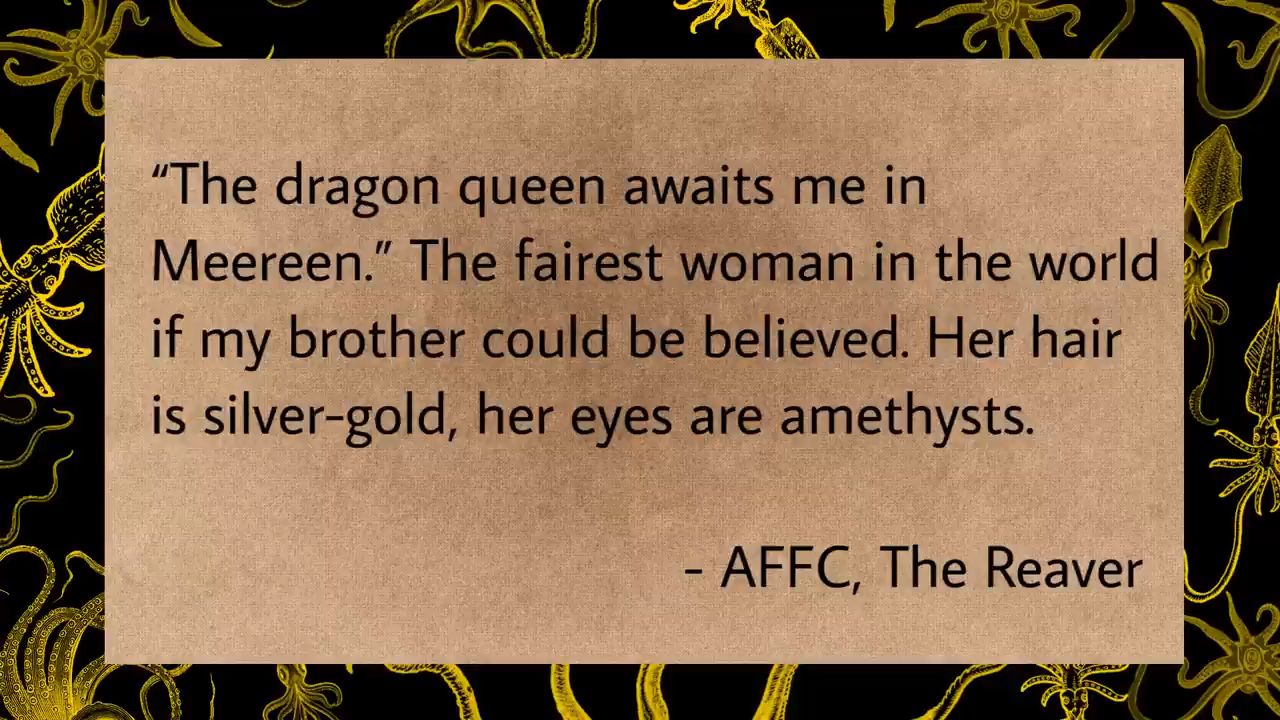 “The dragon queen awaits me in
Meereen.” The fairest woman in the world
if my brother could be believed. Her hair
is silver-gold, her eyes are amethysts.
- AFFC, The Reaver